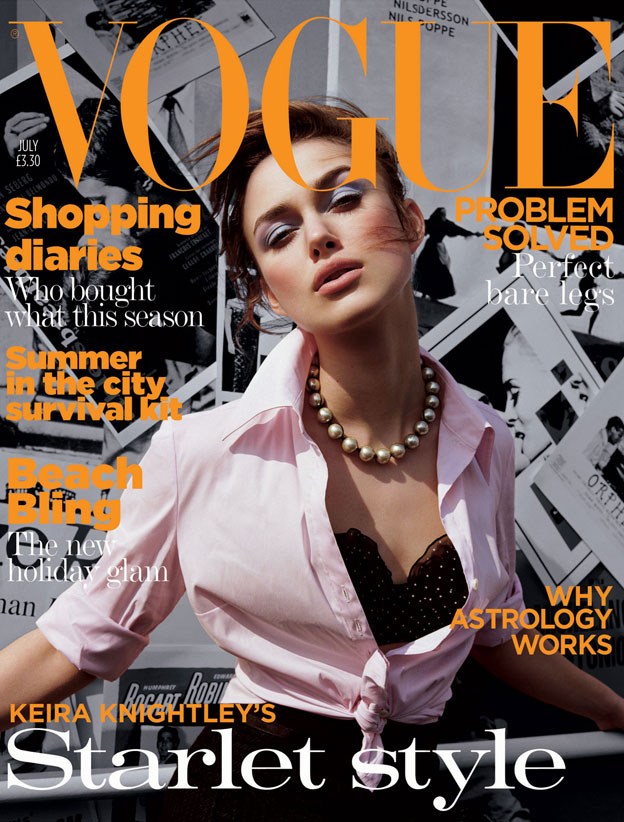 VOGUE
JULY
£3.30
NILSDERSSON
NILS POPPE
Shopping
diaries
Who bought
what this season
Summer
in the city
survival kit
Beach
Bling
The new
holiday glam
PROBLEM
SOLVED
Perfect
bare legs
WHY
ASTROLOGY
WORKS
HUMPHREY
BOGART
KEIRA KNIGHTLEY'S
Starlet style